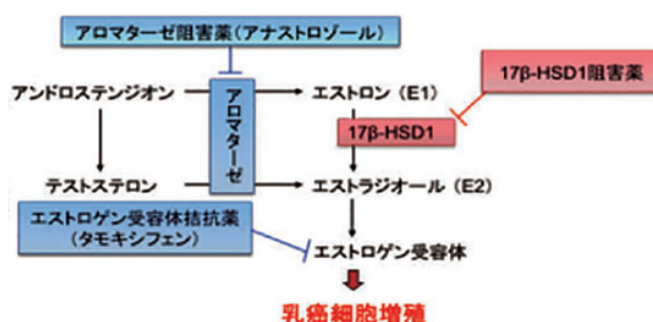 アロマターゼ阻害薬(アナストロゾール)
17β-HSD1阻害薬
アンドロステンジオン
アロマターゼ
エストロン(E1)
17β-HSD1
テストステロン
エストラジオール(E2)
エストロゲン受容体拮抗薬
(タモキシフェン)
エストロゲン受容体
乳癌細胞増殖